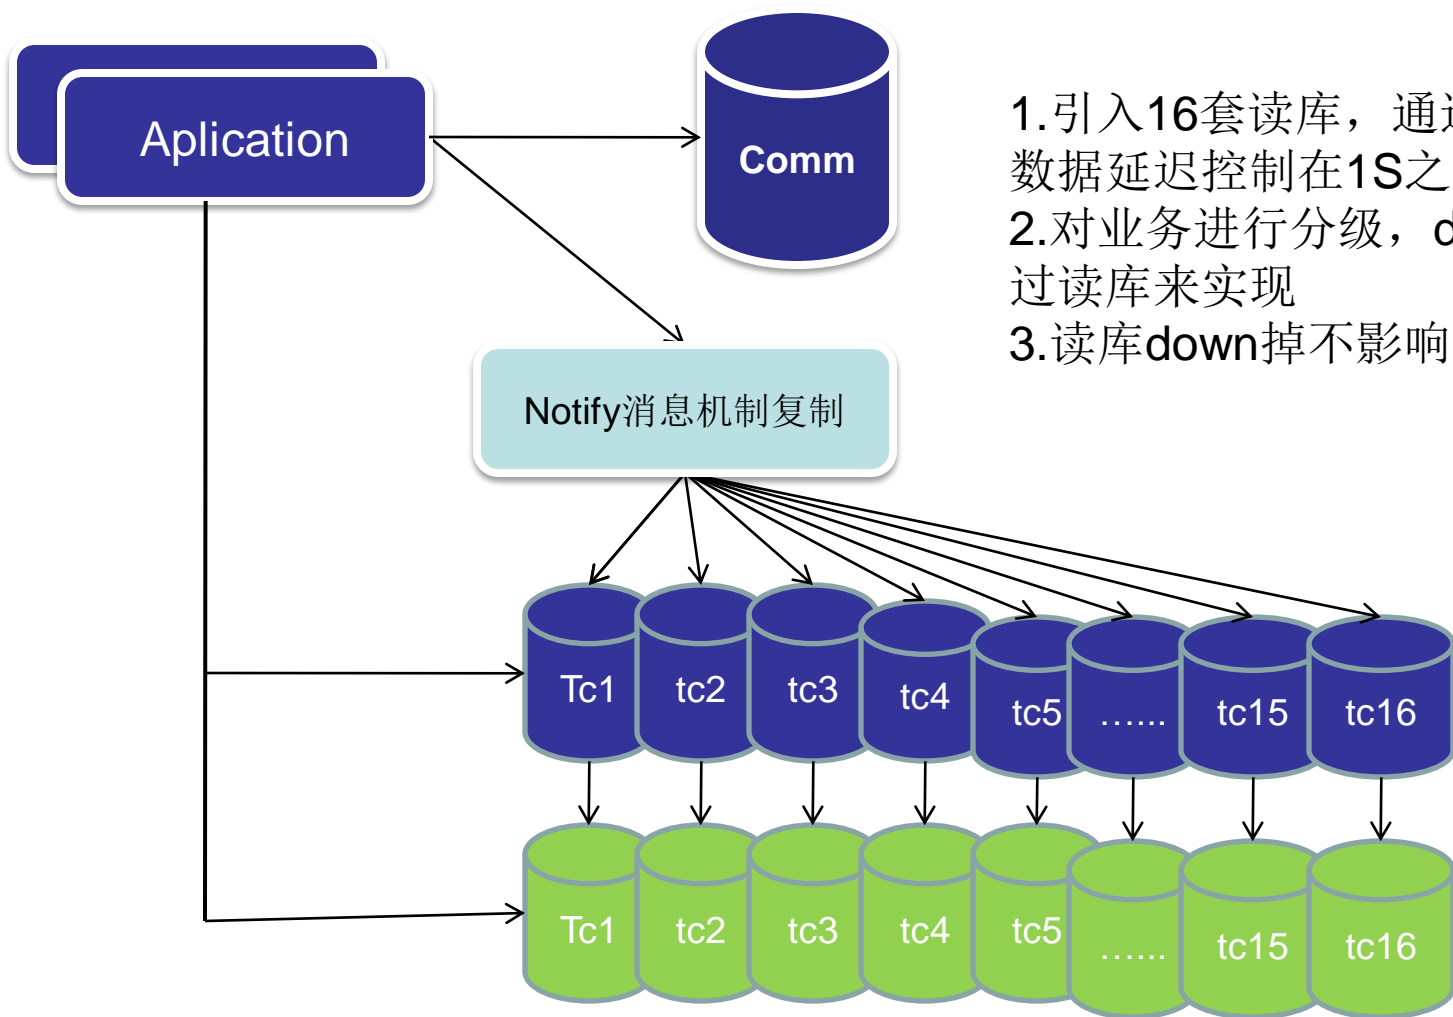 Aplication
Comm
1.引入16套读库，通
数据延迟控制在1S之
2.对业务进行分级，
过读库来实现
3.读库down掉不影响
Notify消息机制复制
Tc1 tc2 tc3 tc4 tc5 …... tc15 tc16
Tc1 tc2 tc3 tc4 tc5 …... tc15 tc16